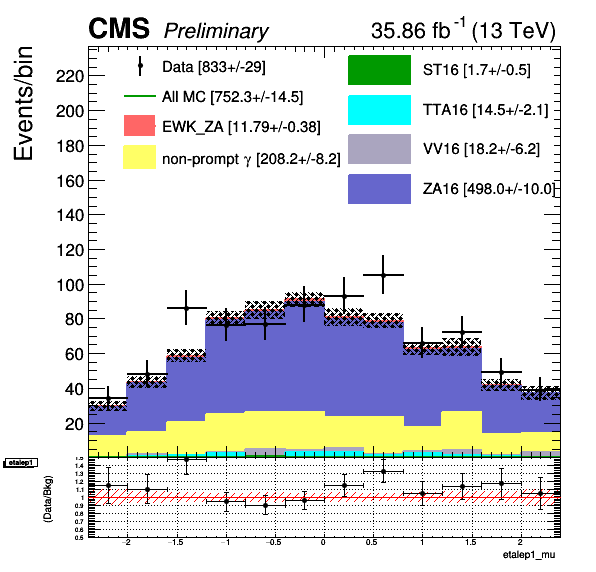 CMS Preliminary 35.86 fb⁻¹ (13 TeV)
Events/bin
Data [833+/-29]
All MC [752.3+/-14.5]
EWK_ZA [11.79+/-0.38]
non-prompt γ [208.2+/-8.2]
ST16 [1.7+/-0.5]
TTA16 [14.5+/-2.1]
VV16 [18.2+/-6.2]
ZA16 [498.0+/-10.0]
220
200
180
160
140
120
100
80
60
40
20
etalep1
(Data/Bkg)
1.5
1.4
1.3
1.2
1.1
1
0.9
0.8
0.7
0.6
0.5
−2 −1.5 −1 −0.5 0 0.5 1 1.5 2
etalep1_mu